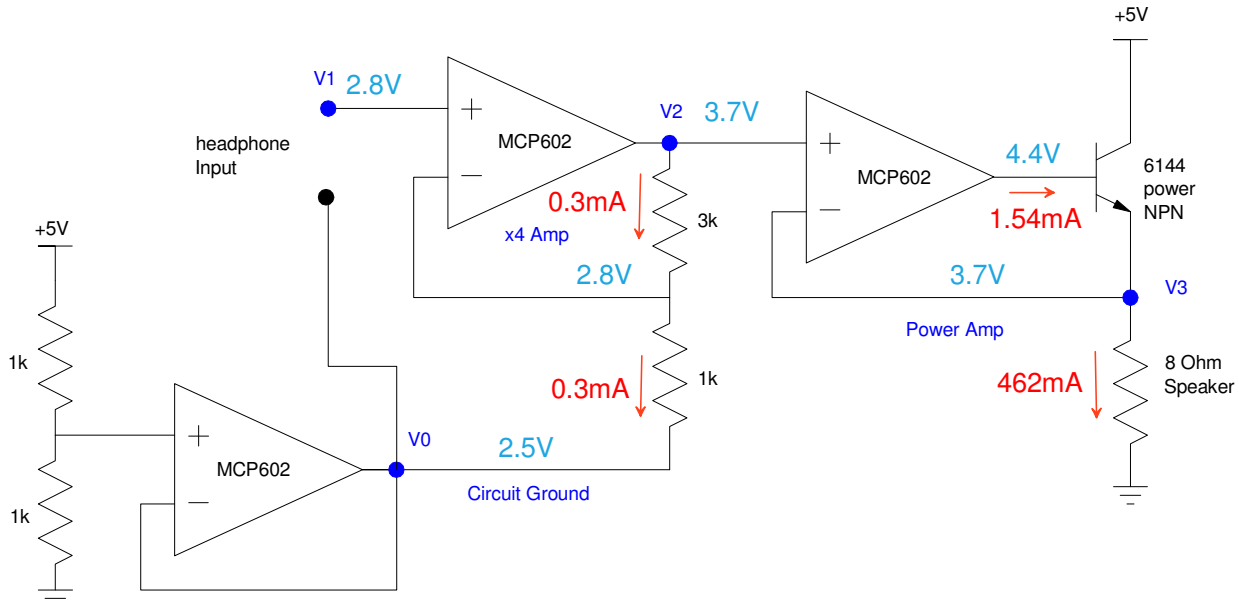 +5V
V1
2.8V
V2
3.7V
headphone
Input
MCP602
MCP602
4.4V
6144
power
NPN
1.54mA
0.3mA
3k
x4 Amp
+5V
2.8V
3.7V
V3
Power Amp
1k
0.3mA
1k
462mA
8 Ohm
Speaker
V0
2.5V
MCP602
Circuit Ground
1k